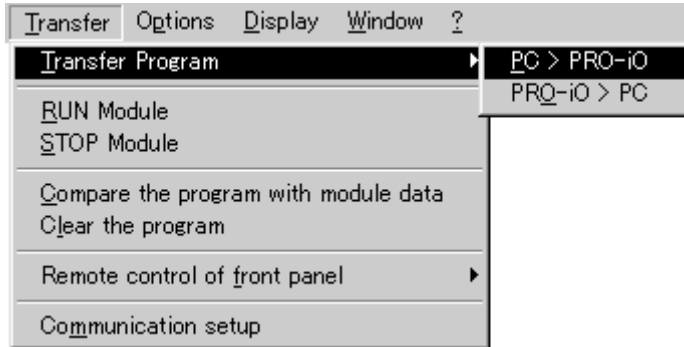 Transfer Options Display Window ?
Transfer Program
PC > PRO-iO
PRO-iO > PC
RUN Module
STOP Module
Compare the program with module data
Clear the program
Remote control of front panel
Communication setup